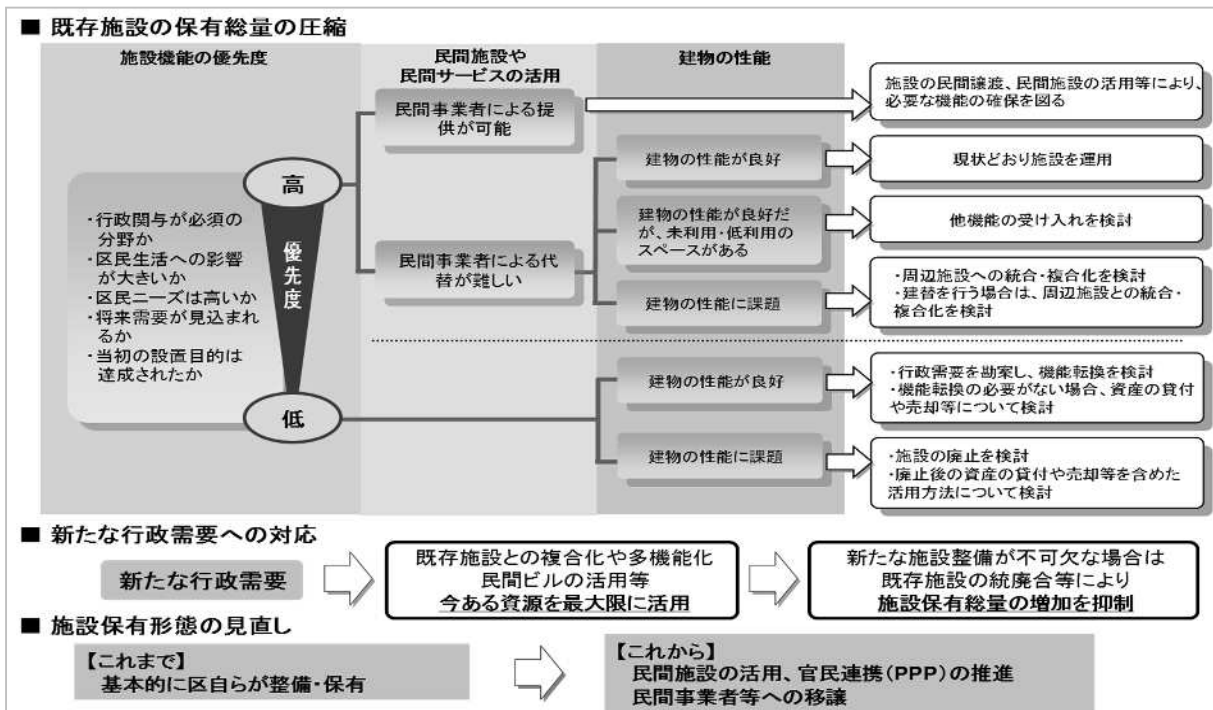 ■ 既存施設の保有総量の圧縮
施設機能の優先度
民間施設や
民間サービスの活用
建物の性能
・行政関与が必須の
分野か
・区民生活への影響
が大きいか
・区民ニーズは高いか
・将来需要が見込まれ
るか
・当初の設置目的は
達成されたか
高
優先度
低
民間事業者による提
供が可能
施設の民間譲渡、民間施設の活用等により、
必要な機能の確保を図る
民間事業者による代
替が難しい
建物の性能が良好
現状どおり施設を運用
建物の性能が良好だ
が、未利用・低利用の
スペースがある
他機能の受け入れを検討
建物の性能に課題
・周辺施設への統合・複合化を検討
・建替を行う場合は、周辺施設との統合・
複合化を検討
建物の性能が良好
・行政需要を勘案し、機能転換を検討
・機能転換の必要がない場合、資産の貸付
や売却等について検討
建物の性能に課題
・施設の廃止を検討
・廃止後の資産の貸付や売却等を含めた
活用方法について検討
■ 新たな行政需要への対応
新たな行政需要
既存施設との複合化や多機能化
民間ビルの活用等
今ある資源を最大限に活用
新たな施設整備が不可欠な場合は
既存施設の統廃合等により
施設保有総量の増加を抑制
■ 施設保有形態の見直し
【これまで】
基本的に区自らが整備・保有
【これから】
民間施設の活用、官民連携(PPP)の推進
民間事業者等への移譲